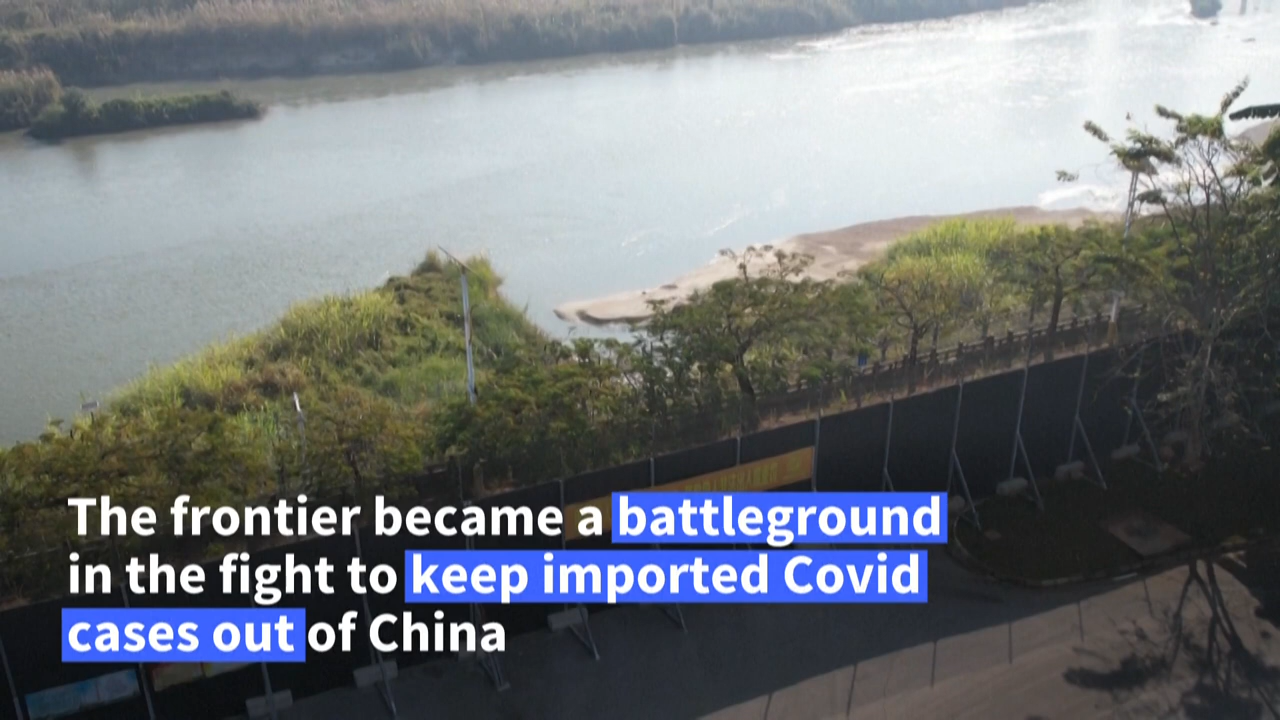 The frontier became a battleground
in the fight to keep imported Covid
cases out of China